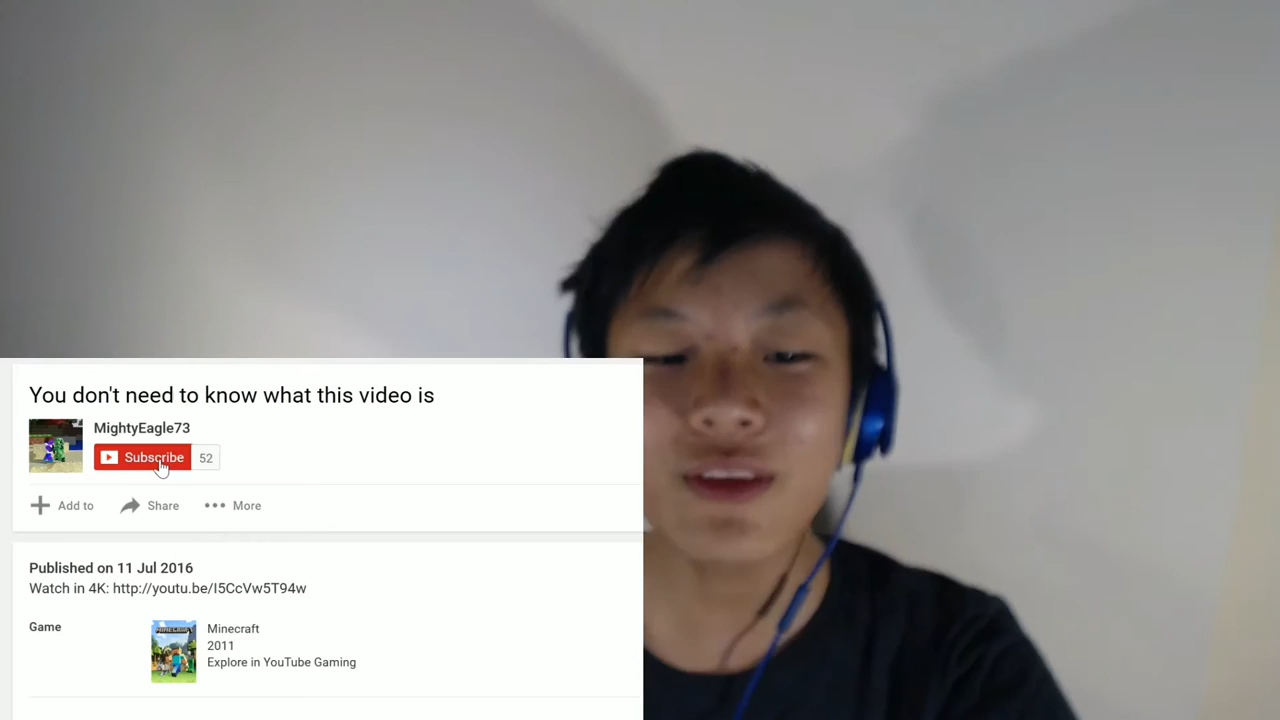 You don't need to know what this video is
MightyEagle73
Subscribe 52
Add to Share More
Published on 11 Jul 2016
Watch in 4K: http://youtu.be/I5CcVw5T94w
Game
Minecraft
2011
Explore in YouTube Gaming
MINECRAFT